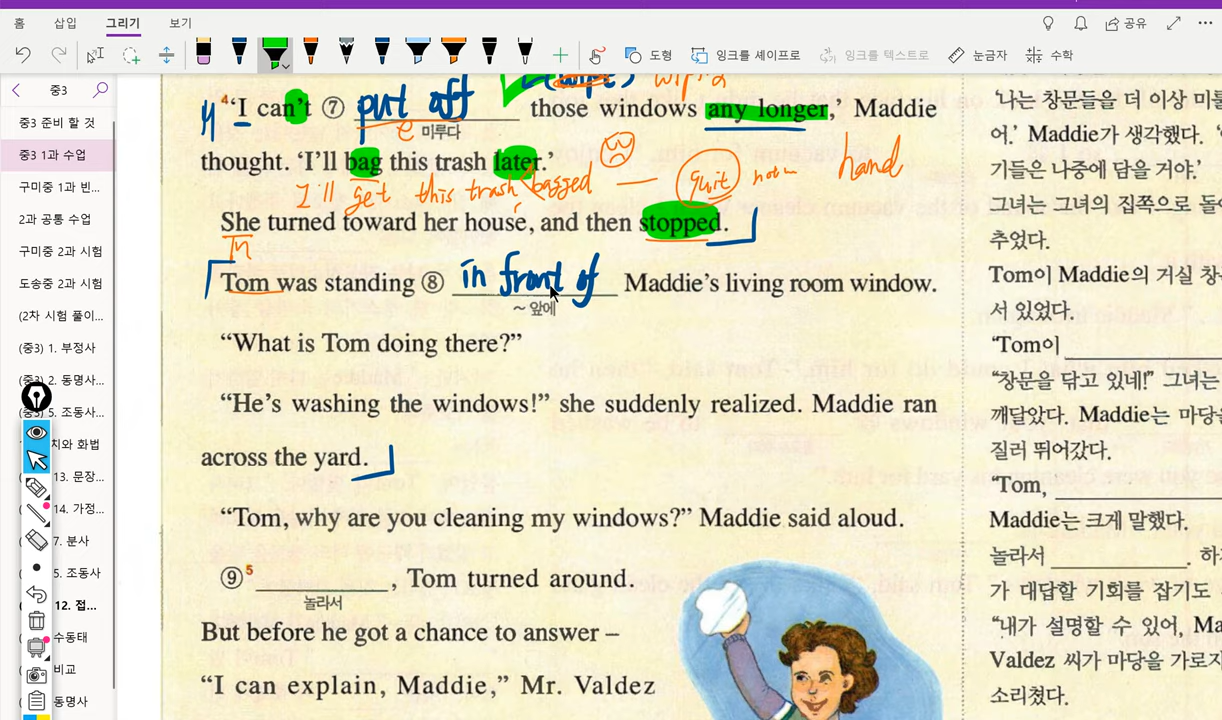 홈 삽입 그리기 보기
공유
도형 잉크를 셰이프로 잉크를 텍스트로 눈금자 수학
중3
중3 준비 할 것
중3 1과 수업
구미중 1과 빈...
2과 공통 수업
구미중 2과 시험
도송중 2과 시험
(2차 시험 풀이...
(중3) 1. 부정사
2. 동명사...
5. 조동사...
치와 화법
13. 문장...
14. 가정...
7. 분사
5. 조동사
12. 접...
수동태
비교
동명사
4 “I can’t ⑦ put off those windows any longer,’ Maddie
미루다
thought. ‘I’ll bag this trash later.’
quit hand
I'll get this trash bagged
She turned toward her house, and then stopped.
Tom was standing ⑧ in front of Maddie’s living room window.
~ 앞에
“What is Tom doing there?”
“He’s washing the windows!” she suddenly realized. Maddie ran
across the yard.
“Tom, why are you cleaning my windows?” Maddie said aloud.
⑨ 5 , Tom turned around.
놀라서
But before he got a chance to answer –
“I can explain, Maddie,” Mr. Valdez
‘나는 창문들을 더 이상 미
어.’ Maddie가 생각했다. ‘
기들은 나중에 담을 거야.’
그녀는 그녀의 집쪽으로 돌
추었다.
Tom이 Maddie의 거실 창
서 있었다.
“Tom이
“창문을 닦고 있네!” 그녀는
깨달았다. Maddie는 마당을
질러 뛰어갔다.
“Tom,
Maddie는 크게 말했다.
놀라서 . 하
가 대답할 기회를 잡기도
“내가 설명할 수 있어, Ma
Valdez 씨가 마당을 가로지
소리쳤다.